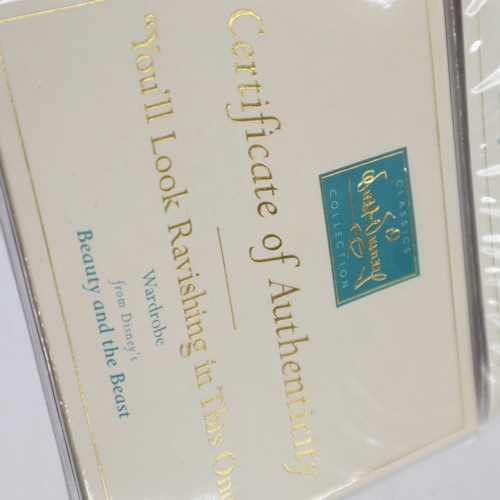 CLASSICS
Walt Disney
COLLECTION
Certificate of Authenticity
"You'll Look Ravishing in This One
Wardrobe
from Disney's
Beauty and the Beast